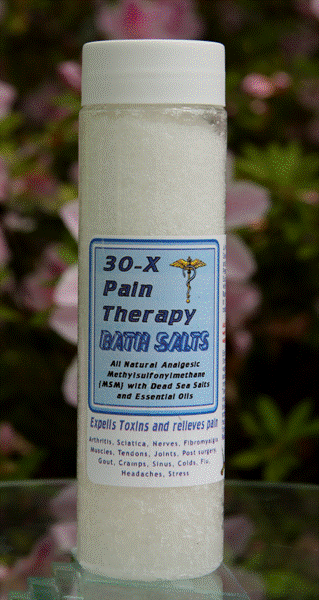 30-X
Pain
Therapy
BATH SALTS
All Natural Analgesic
Methylsulfonylmethane
(MSM) with Dead Sea Salts
and Essential Oils
Expells Toxins and relieves pain
Arthritis, Sciatica, Nerves, Fibromyalgia
Muscles, Tendons, Joints, Post surgery,
Gout, Cramps, Sinus, Colds, Flu,
Headaches, Stress